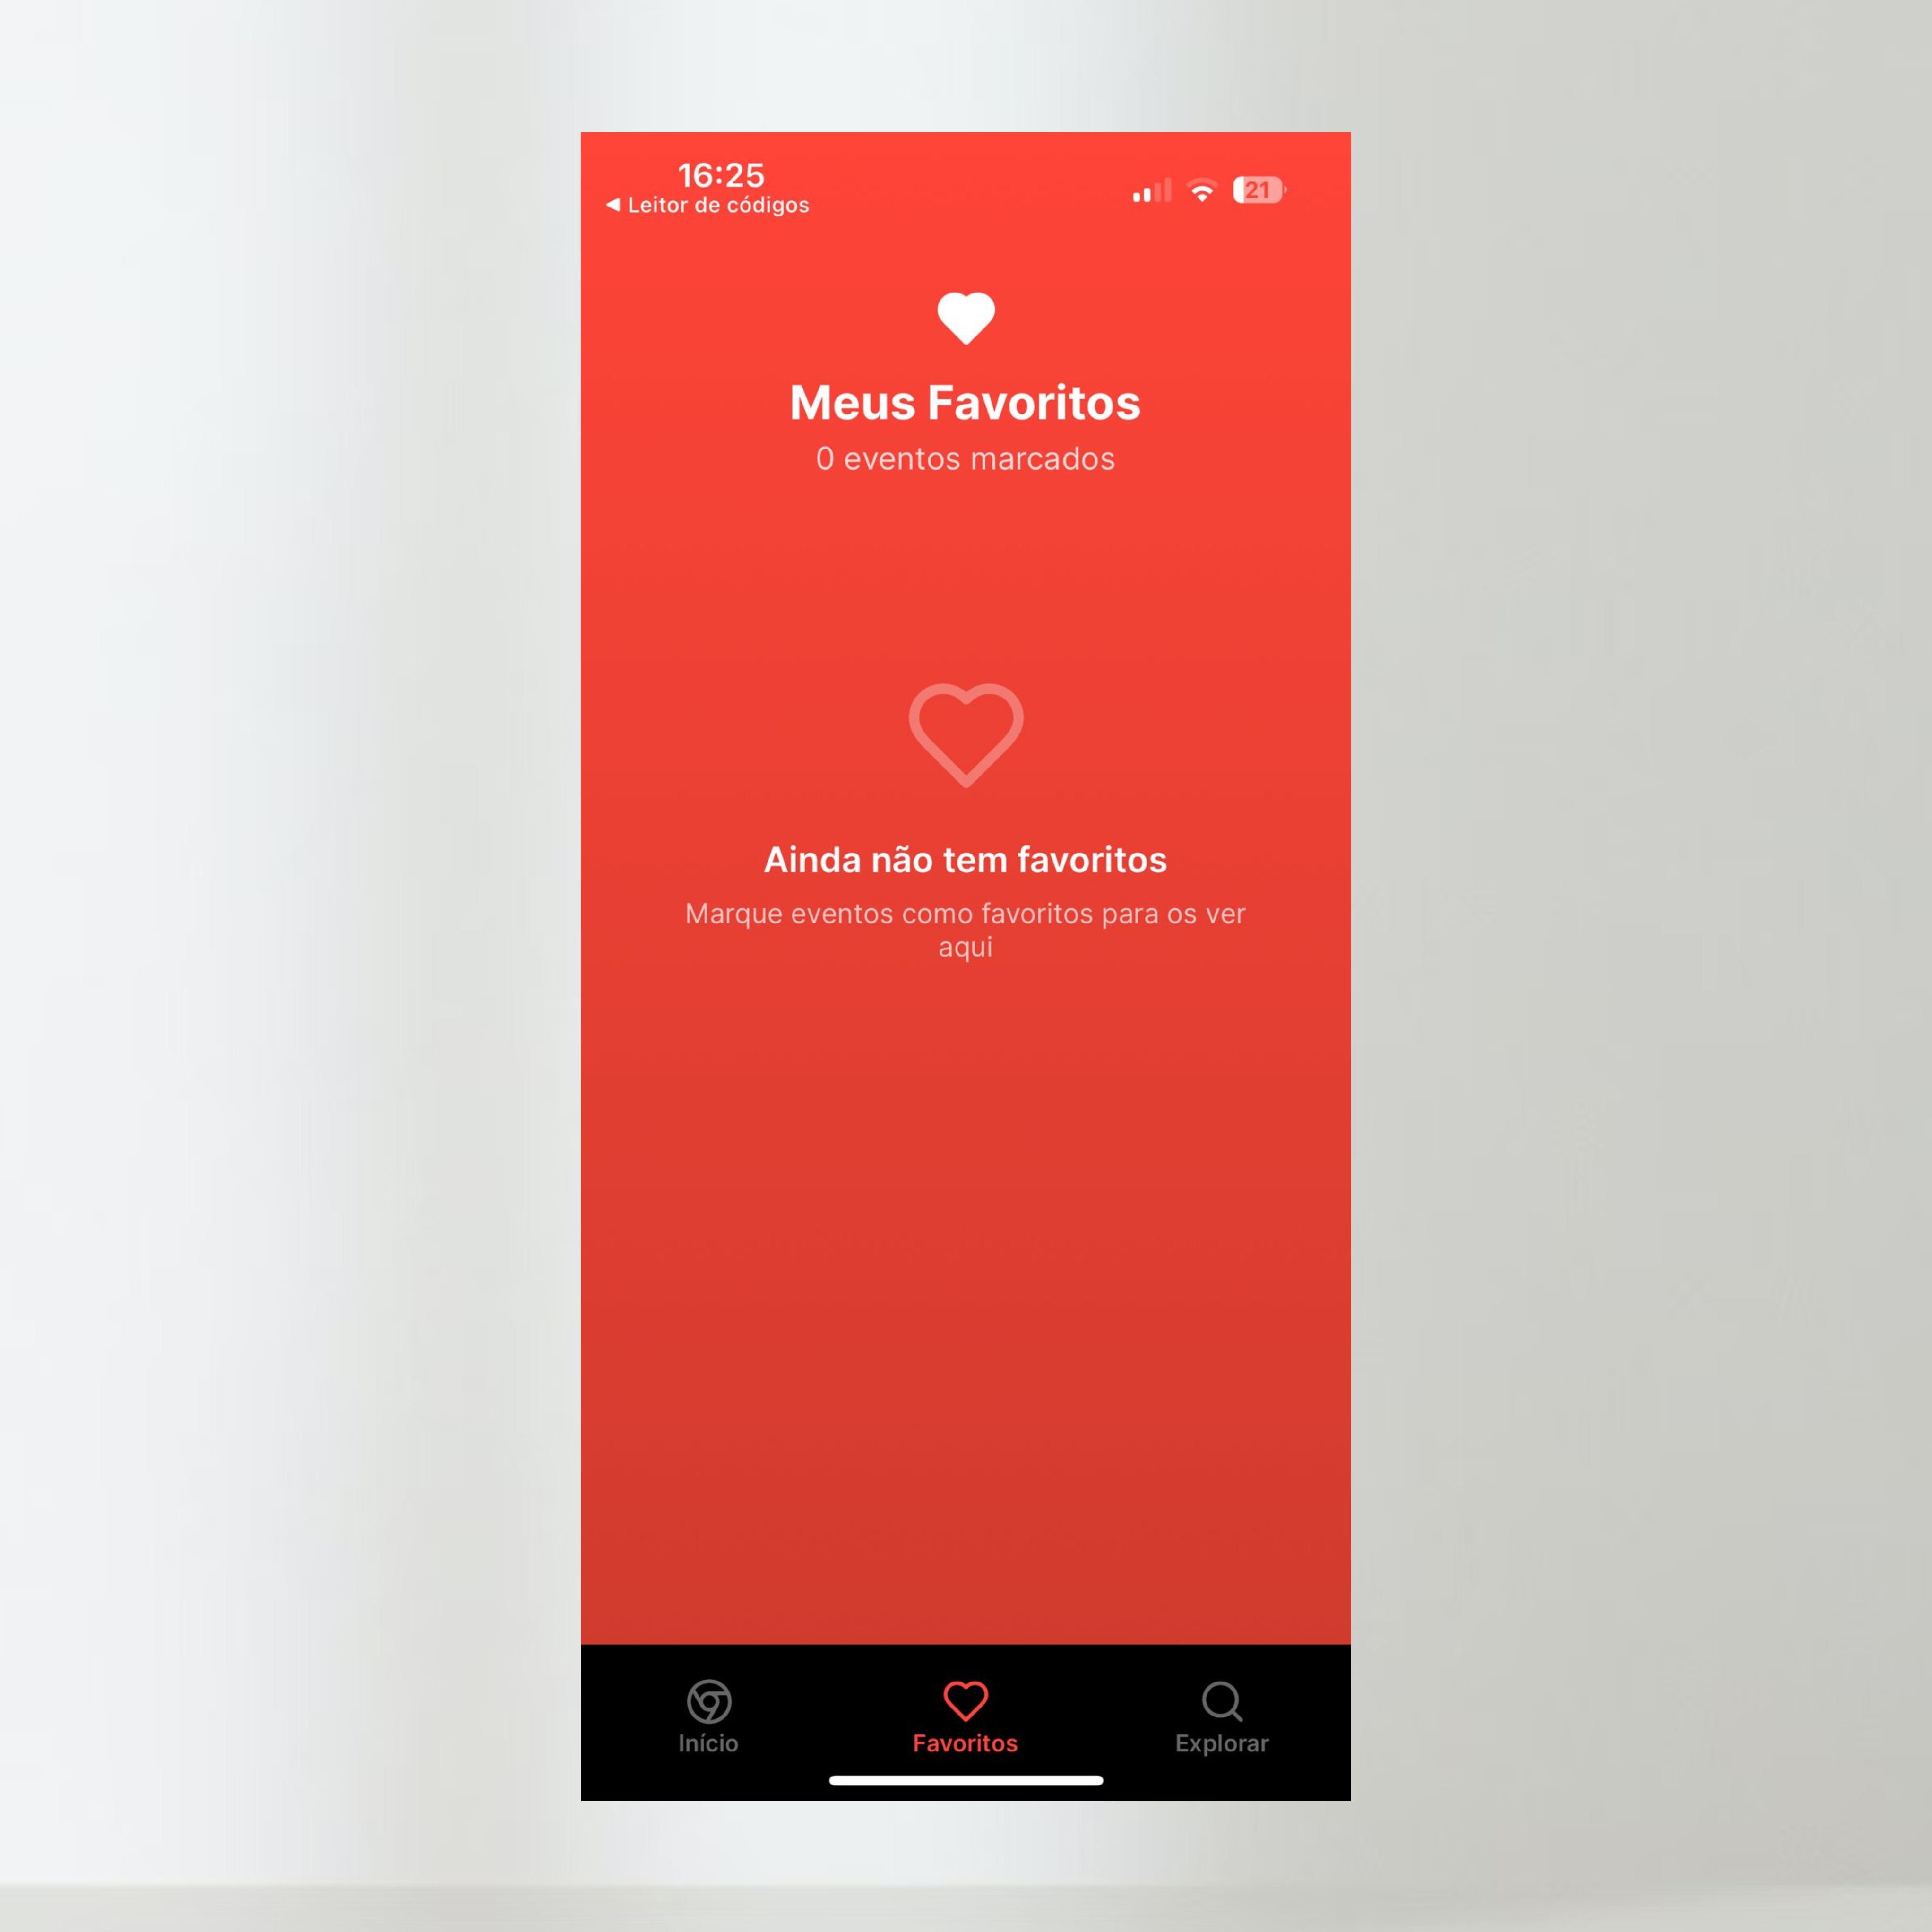 16:25
◀ Leitor de códigos
21
Meus Favoritos
0 eventos marcados
Ainda não tem favoritos
Marque eventos como favoritos para os ver
aqui
Início
Favoritos
Explorar